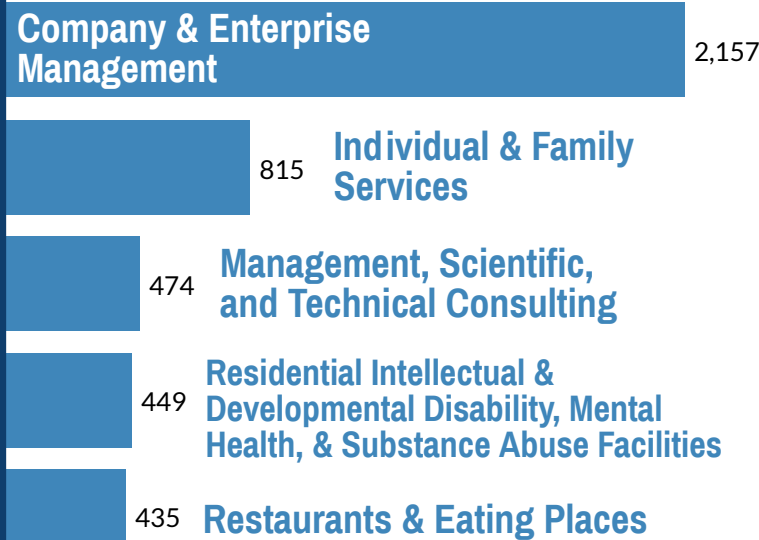 Company & Enterprise
Management
2,157
Individual & Family
Services
815
Management, Scientific,
and Technical Consulting
474
Residential Intellectual &
Developmental Disability, Mental
Health, & Substance Abuse Facilities
449
435 Restaurants & Eating Places